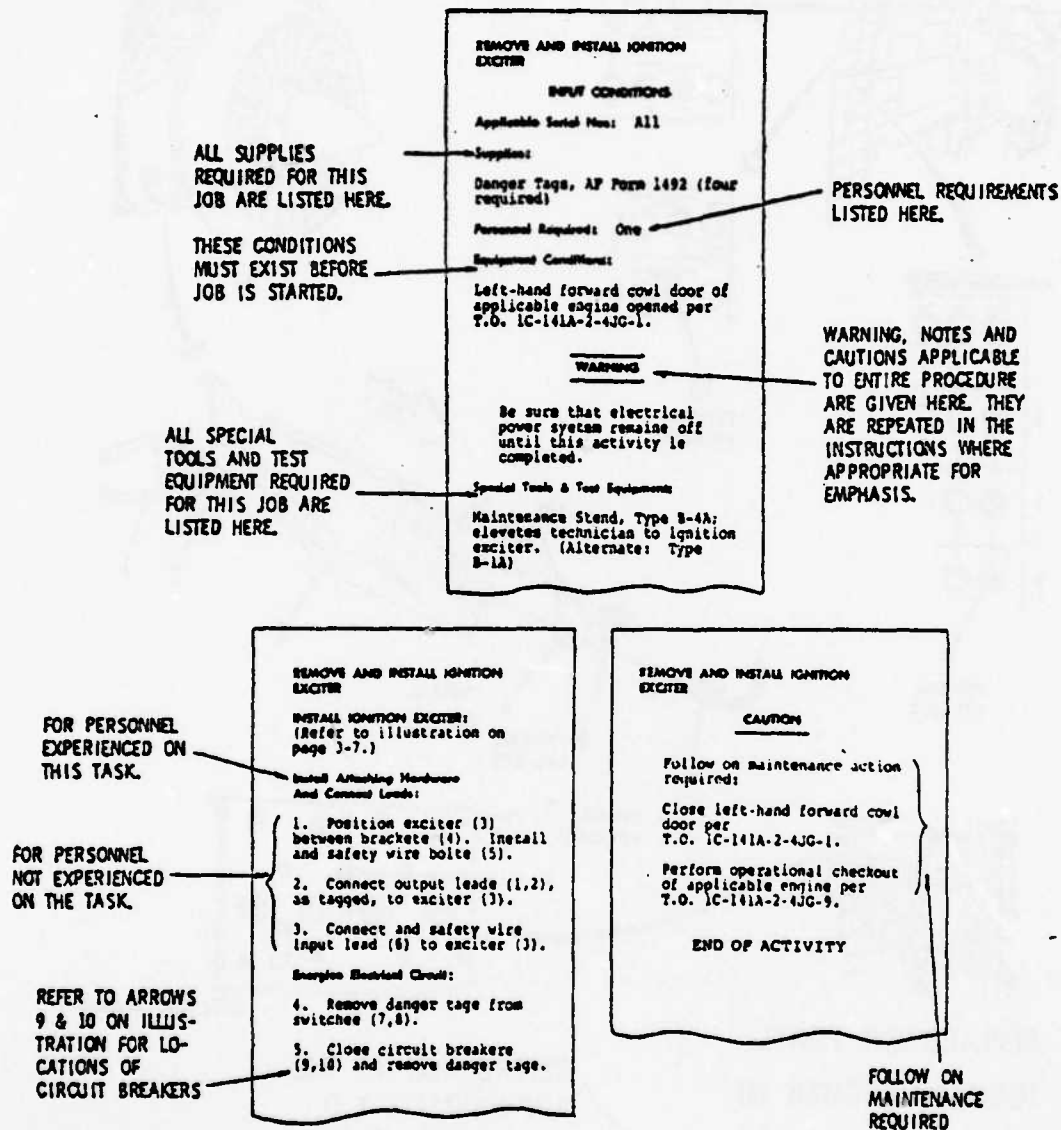 REMOVE AND INSTALL IGNITION
EXCITER
INPUT CONDITIONS
Applicable Serial Nos: All
Supplies:
Danger Tags, AF Form 1492 (four
required)
Personnel Required: One
Equipment Conditions:
Left-hand forward cowl door of
applicable engine opened per
T.O. 1C-141A-2-4JG-1.
WARNING
Be sure that electrical
power system remains off
until this activity is
completed.
Special Tools & Test Equipment:
Maintenance Stand, Type B-4A;
elevates technician to ignition
exciter. (Alternate: Type
B-1A)
ALL SUPPLIES
REQUIRED FOR THIS
JOB ARE LISTED HERE.
THESE CONDITIONS
MUST EXIST BEFORE
JOB IS STARTED.
ALL SPECIAL
TOOLS AND TEST
EQUIPMENT REQUIRED
FOR THIS JOB ARE
LISTED HERE.
PERSONNEL REQUIREMENTS
LISTED HERE.
WARNING, NOTES AND
CAUTIONS APPLICABLE
TO ENTIRE PROCEDURE
ARE GIVEN HERE. THEY
ARE REPEATED IN THE
INSTRUCTIONS WHERE
APPROPRIATE FOR
EMPHASIS.
REMOVE AND INSTALL IGNITION
EXCITER
INSTALL IGNITION EXCITER:
(Refer to illustration on
page 3-7.)
Install Attaching Hardware
And Connect Leads:
1. Position exciter (3)
between brackets (4). Install
and safety wire bolts (5).
2. Connect output leads (1,2),
as tagged, to exciter (3).
3. Connect and safety wire
input lead (6) to exciter (3).
Energize Electrical Circuit:
4. Remove danger tags from
switches (7,8).
5. Close circuit breakers
(9,10) and remove danger tags.
FOR PERSONNEL
EXPERIENCED ON
THIS TASK.
FOR PERSONNEL
NOT EXPERIENCED
ON THE TASK.
REFER TO ARROWS
9 & 10 ON ILLUS-
TRATION FOR LO-
CATIONS OF
CIRCUIT BREAKERS
REMOVE AND INSTALL IGNITION
EXCITER
CAUTION
Follow on maintenance action
required:
Close left-hand forward cowl
door per
T.O. 1C-141A-2-4JG-1.
Perform operational checkout
of applicable engine per
T.O. 1C-141A-2-4JG-9.
END OF ACTIVITY
FOLLOW ON
MAINTENANCE
REQUIRED